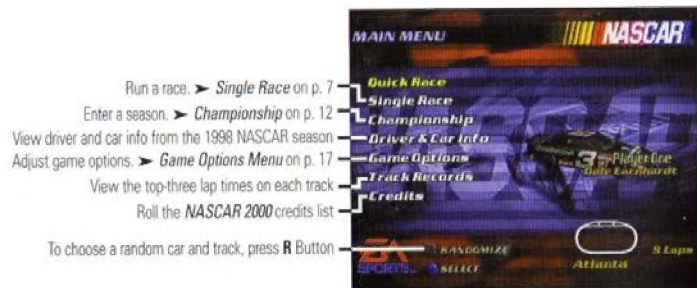 MAIN MENU
NASCAR
Quick Race
Run a race. ➤ Single Race on p. 7
Single Race
Enter a season. ➤ Championship on p. 12
Championship
View driver and car info from the 1998 NASCAR season
Driver & Car Info
Adjust game options. ➤ Game Options Menu on p. 17
Game Options
View the top-three lap times on each track
Track Records
Roll the NASCAR 2000 credits list
Credits
3
Player One
Dale Earnhardt
To choose a random car and track, press R Button
RANDOMIZE
EA
SPORTS
SELECT
Atlanta
8 Laps